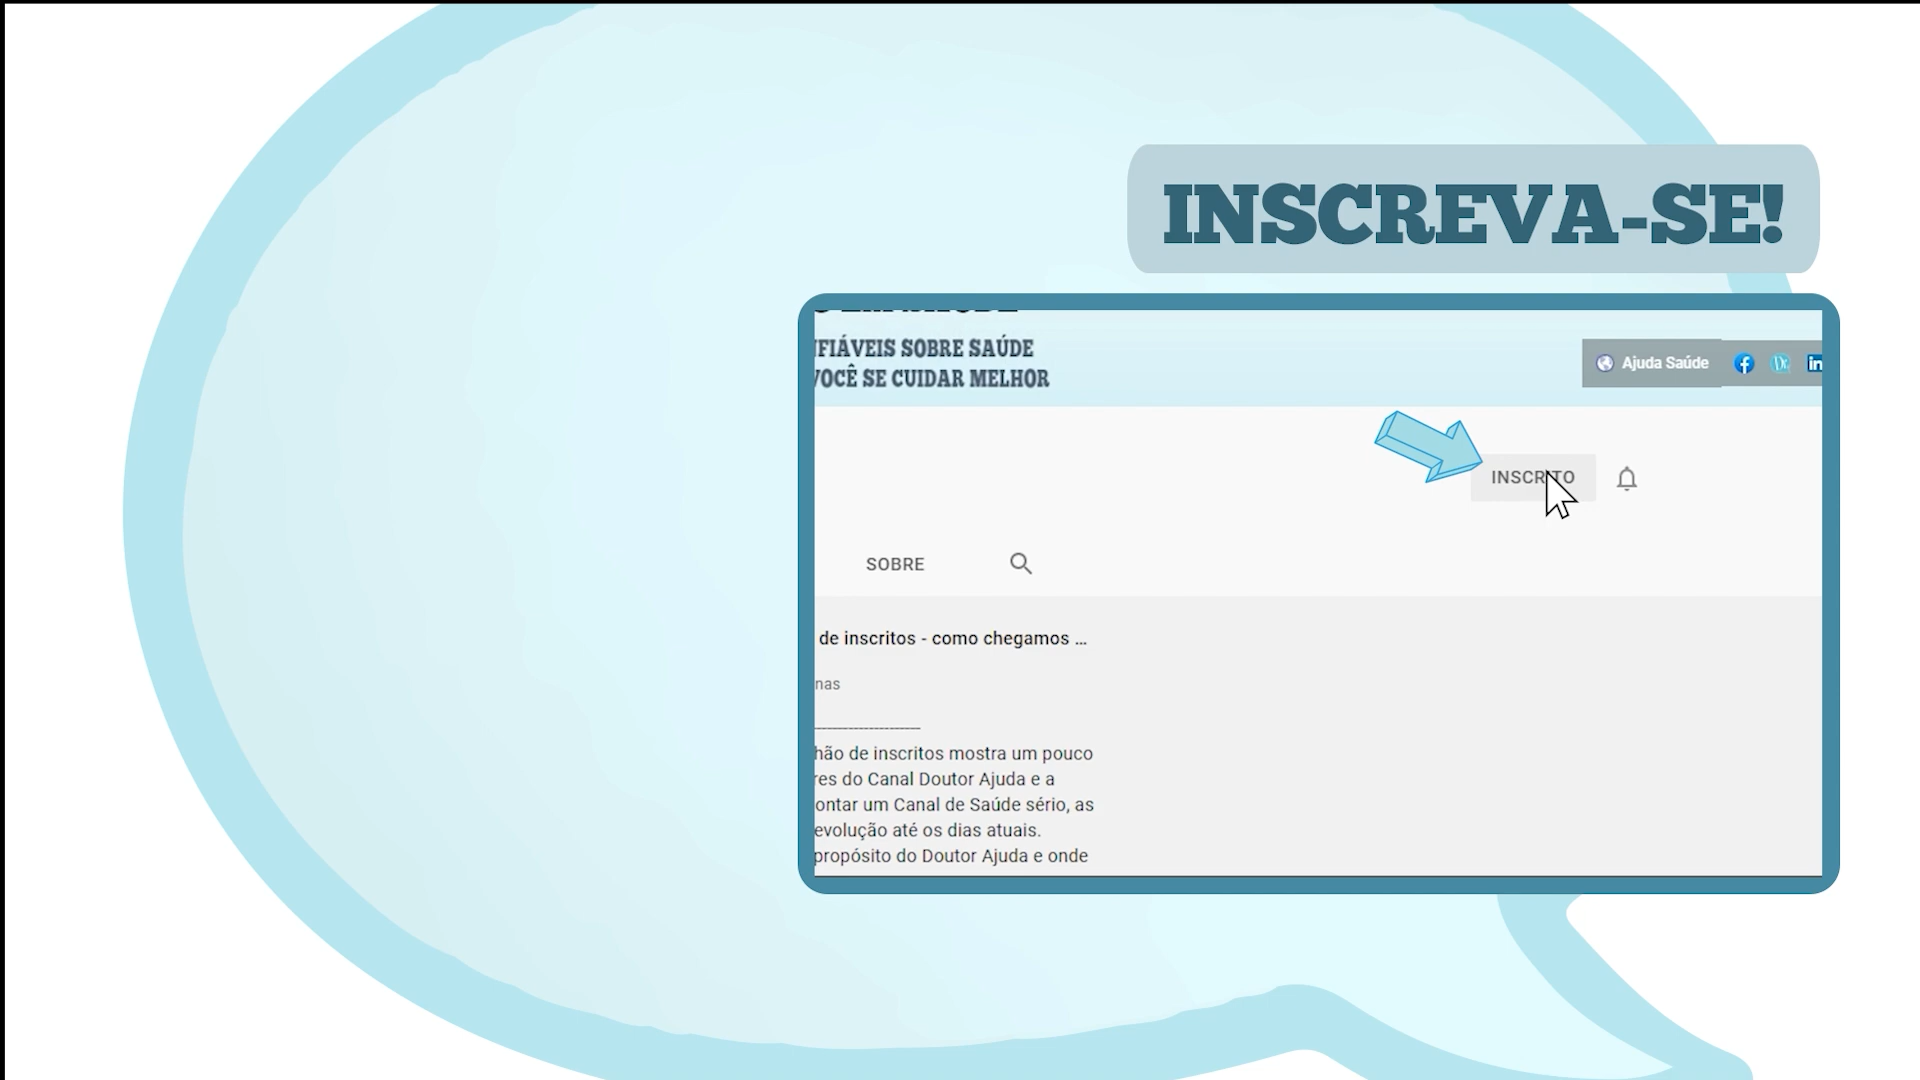 INSCREVA-SE!
FIÁVEIS SOBRE SAÚDE
VOCÊ SE CUIDAR MELHOR
Ajuda Saúde
INSCRITO
SOBRE
de inscritos - como chegamos ...
nas
hão de inscritos mostra um pouco
res do Canal Doutor Ajuda e a
ontar um Canal de Saúde sério, as
evolução até os dias atuais.
propósito do Doutor Ajuda e onde